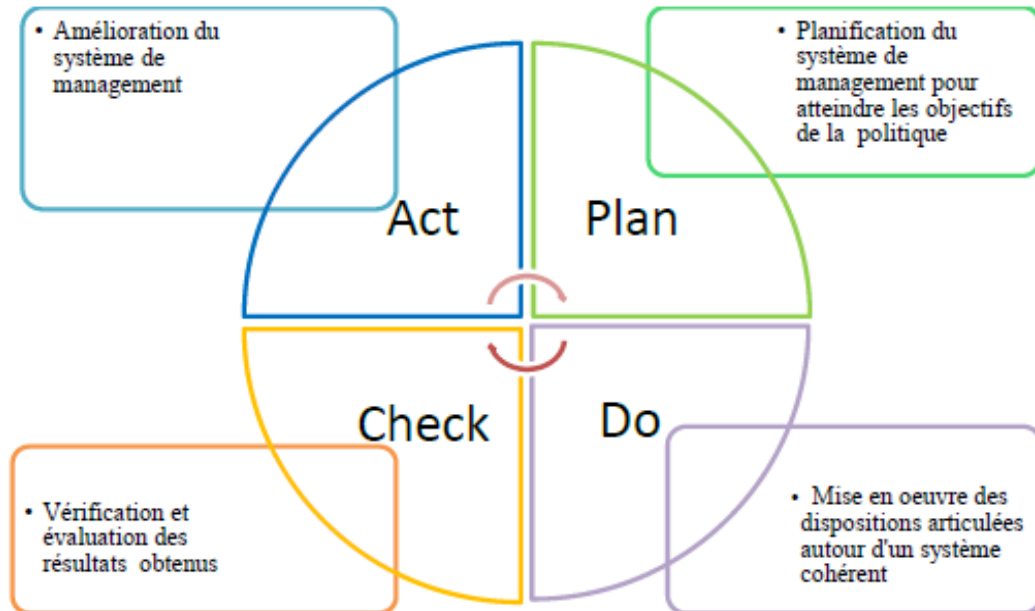 • Amélioration du
système de
management
• Planification du
système de
management pour
atteindre les objectifs
de la politique
Act
Plan
Check
Do
• Vérification et
évaluation des
résultats obtenus
• Mise en oeuvre des
dispositions articulées
autour d'un système
cohérent